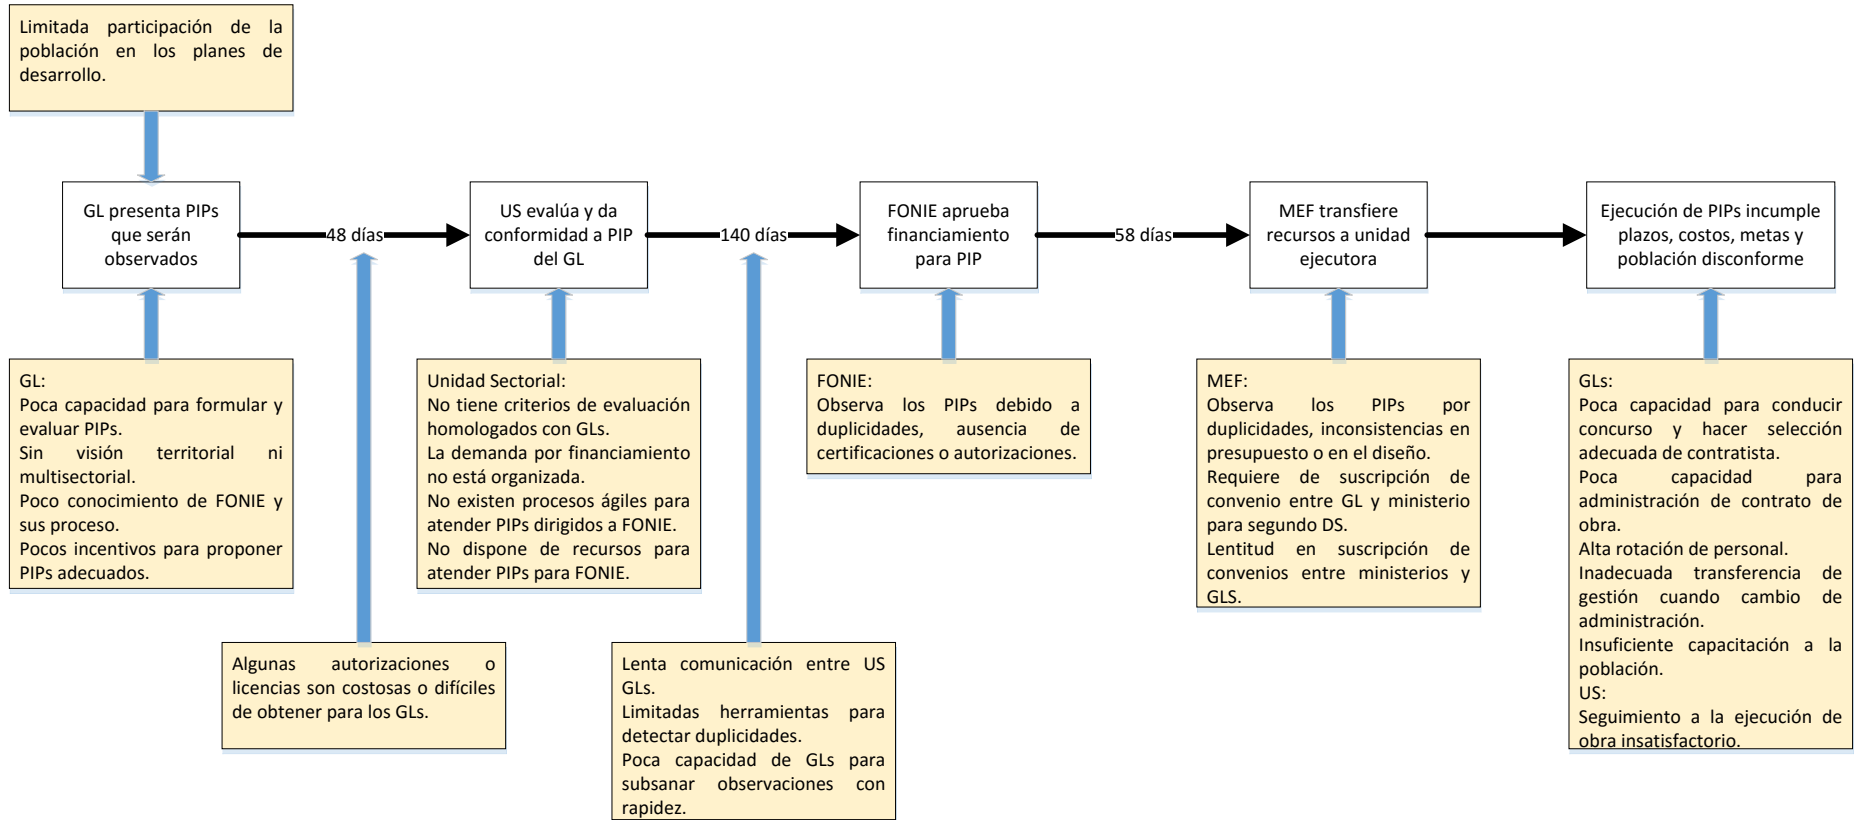 Limitada participación de la
población en los planes de
desarrollo.
GL presenta PIPs
que serán
observados
48 días
US evalúa y da
conformidad a PIP
del GL
140 días
FONIE aprueba
financiamiento
para PIP
58 días
MEF transfiere
recursos a unidad
ejecutora
Ejecución de PIPs incumple
plazos, costos, metas y
población disconforme
GL:
Poca capacidad para formular y
evaluar PIPs.
Sin visión territorial ni
multisectorial.
Poco conocimiento de FONIE y
sus proceso.
Pocos incentivos para proponer
PIPs adecuados.
Unidad Sectorial:
No tiene criterios de evaluación
homologados con GLs.
La demanda por financiamiento
no está organizada.
No existen procesos ágiles para
atender PIPs dirigidos a FONIE.
No dispone de recursos para
atender PIPs para FONIE.
FONIE:
Observa los PIPs debido a
duplicidades, ausencia de
certificaciones o autorizaciones.
MEF:
Observa los PIPs por
duplicidades, inconsistencias en
presupuesto o en el diseño.
Requiere de suscripción de
convenio entre GL y ministerio
para segundo DS.
Lentitud en suscripción de
convenios entre ministerios y
GLS.
GLs:
Poca capacidad para conducir
concurso y hacer selección
adecuada de contratista.
Poca capacidad para
administración de contrato de
obra.
Alta rotación de personal.
Inadecuada transferencia de
gestión cuando cambio de
administración.
Insuficiente capacitación a la
población.
US:
Seguimiento a la ejecución de
obra insatisfactorio.
Algunas autorizaciones o
licencias son costosas o difíciles
de obtener para los GLs.
Lenta comunicación entre US
GLs.
Limitadas herramientas para
detectar duplicidades.
Poca capacidad de GLs para
subsanar observaciones con
rapidez.